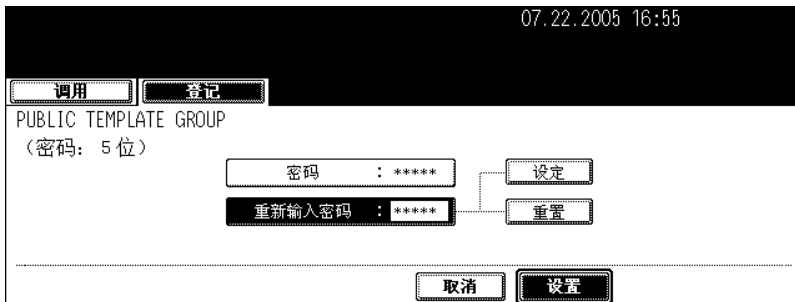 07.22.2005 16:55
调用 登记
PUBLIC TEMPLATE GROUP
（密码: 5位）
密码 : ***** 设定
重新输入密码 : ***** 重置
取消 设置